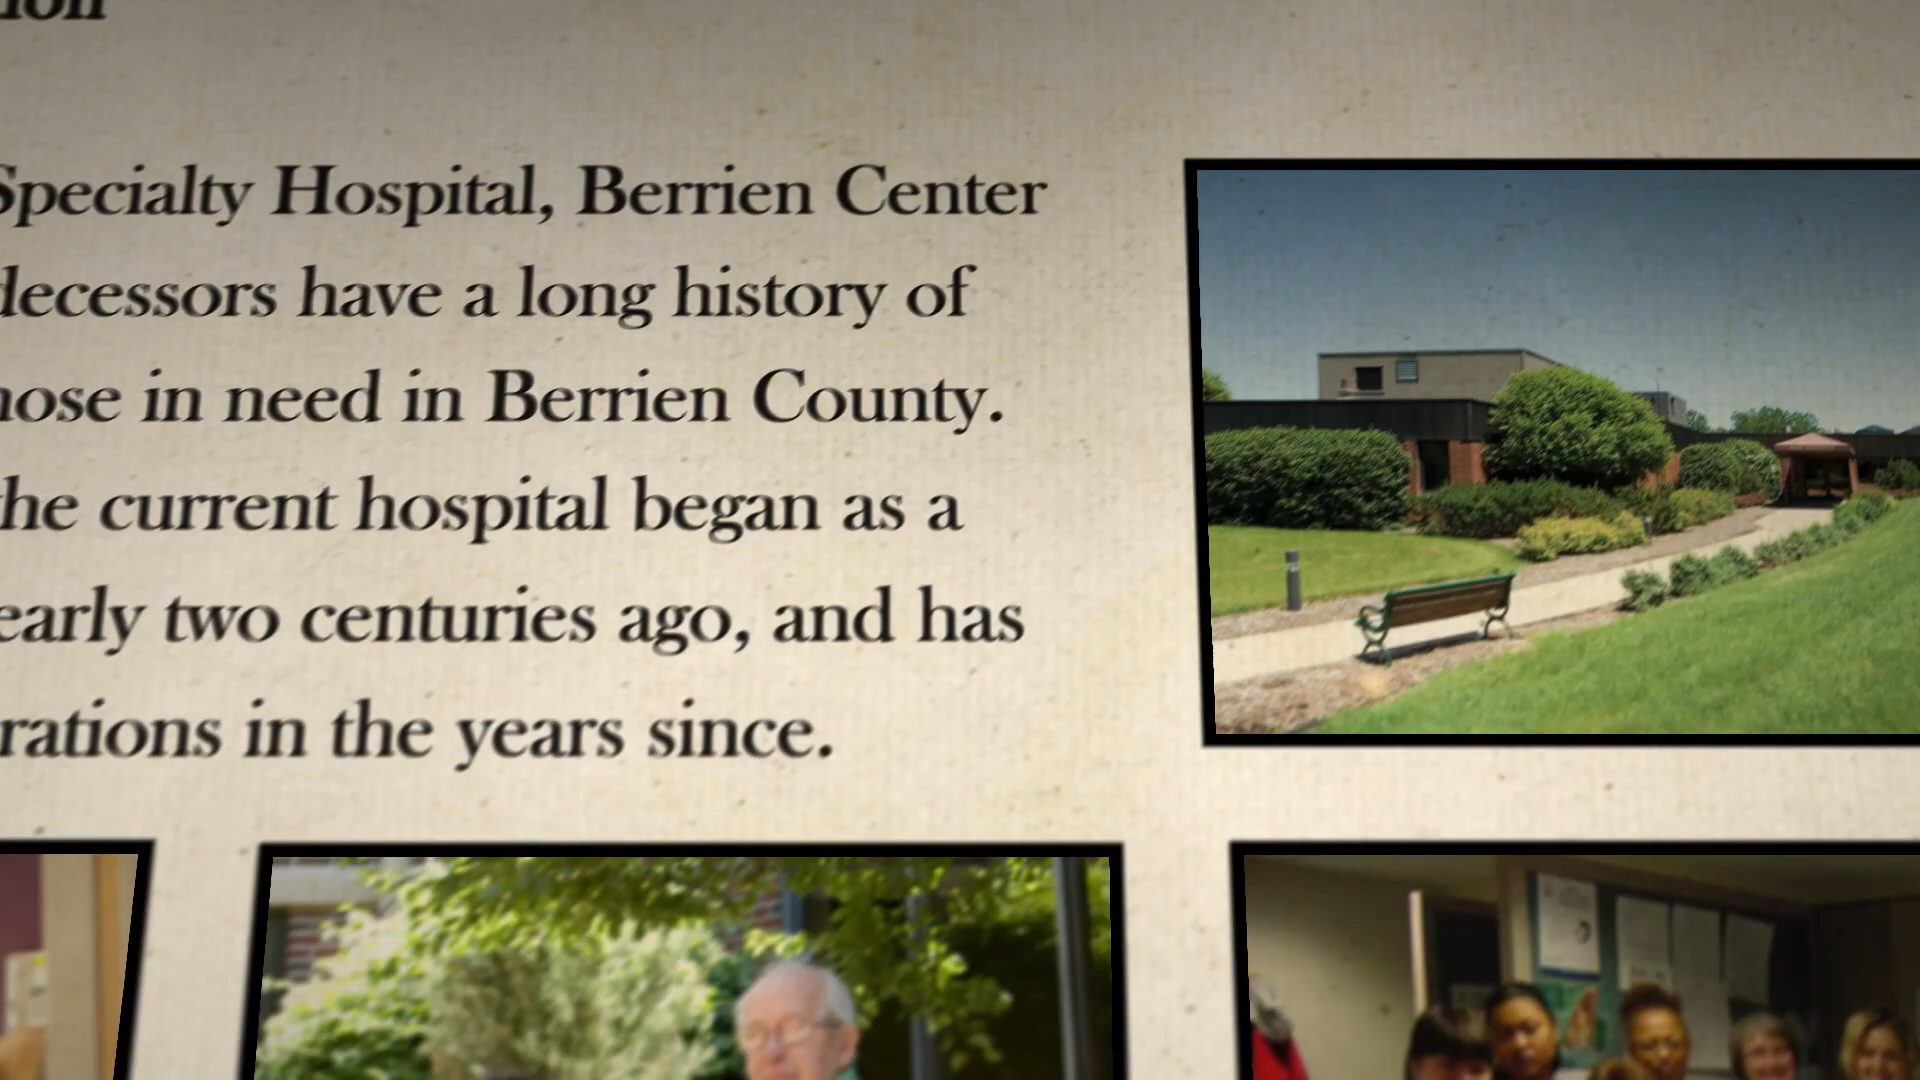 Specialty Hospital, Berrien Center
decessors have a long history of
hose in need in Berrien County.
the current hospital began as a
early two centuries ago, and has
rations in the years since.